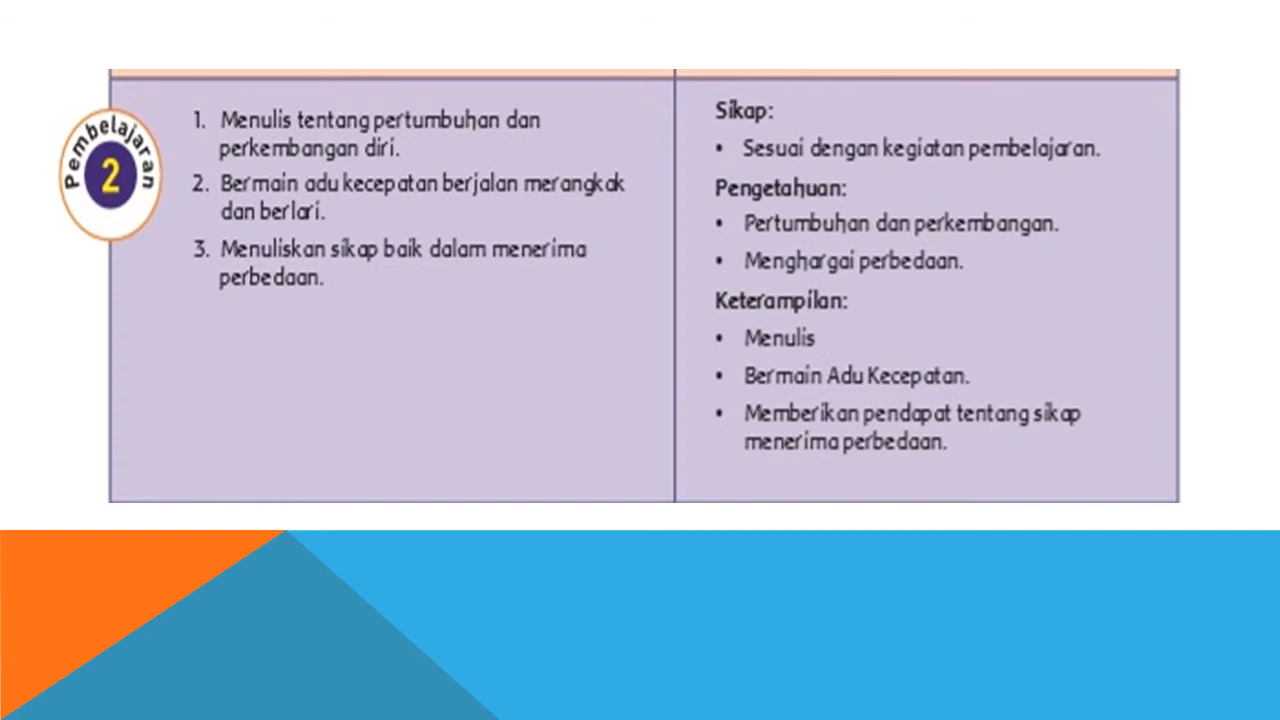 Pembelajaran
2
1. Menulis tentang pertumbuhan dan
perkembangan diri.
2. Bermain adu kecepatan berjalan merangkak
dan berlari.
3. Menuliskan sikap baik dalam menerima
perbedaan.
Sikap:
• Sesuai dengan kegiatan pembelajaran.
Pengetahuan:
• Pertumbuhan dan perkembangan.
• Menghargai perbedaan.
Keterampilan:
• Menulis
• Bermain Adu Kecepatan.
• Memberikan pendapat tentang sikap
menerima perbedaan.